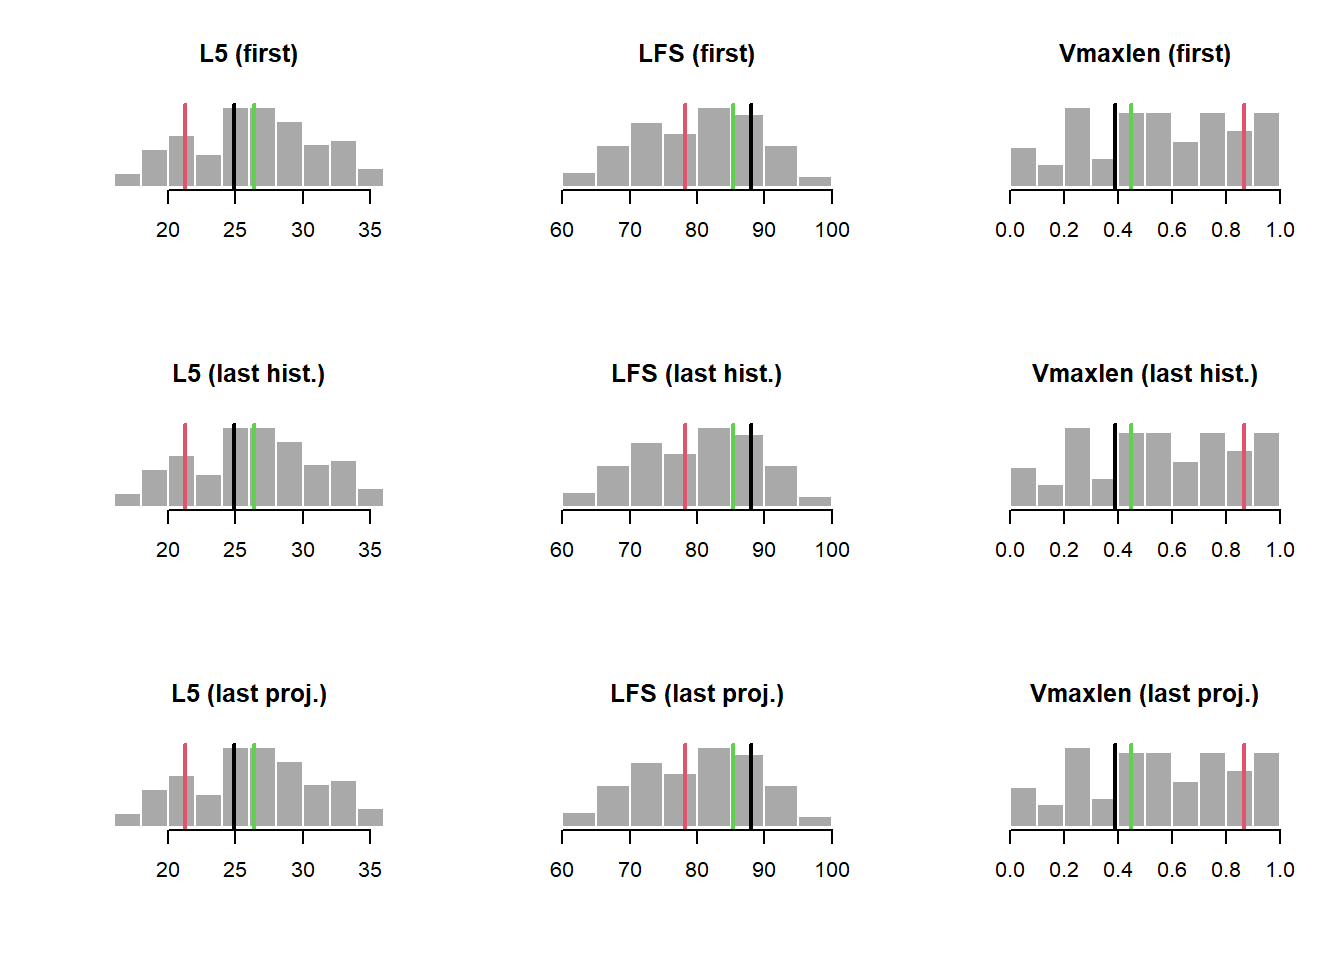 L5 (first) LFS (first) Vmaxlen (first)
20 25 30 35 60 70 80 90 100 0.0 0.2 0.4 0.6 0.8 1.0
L5 (last hist.) LFS (last hist.) Vmaxlen (last hist.)
20 25 30 35 60 70 80 90 100 0.0 0.2 0.4 0.6 0.8 1.0
L5 (last proj.) LFS (last proj.) Vmaxlen (last proj.)
20 25 30 35 60 70 80 90 100 0.0 0.2 0.4 0.6 0.8 1.0